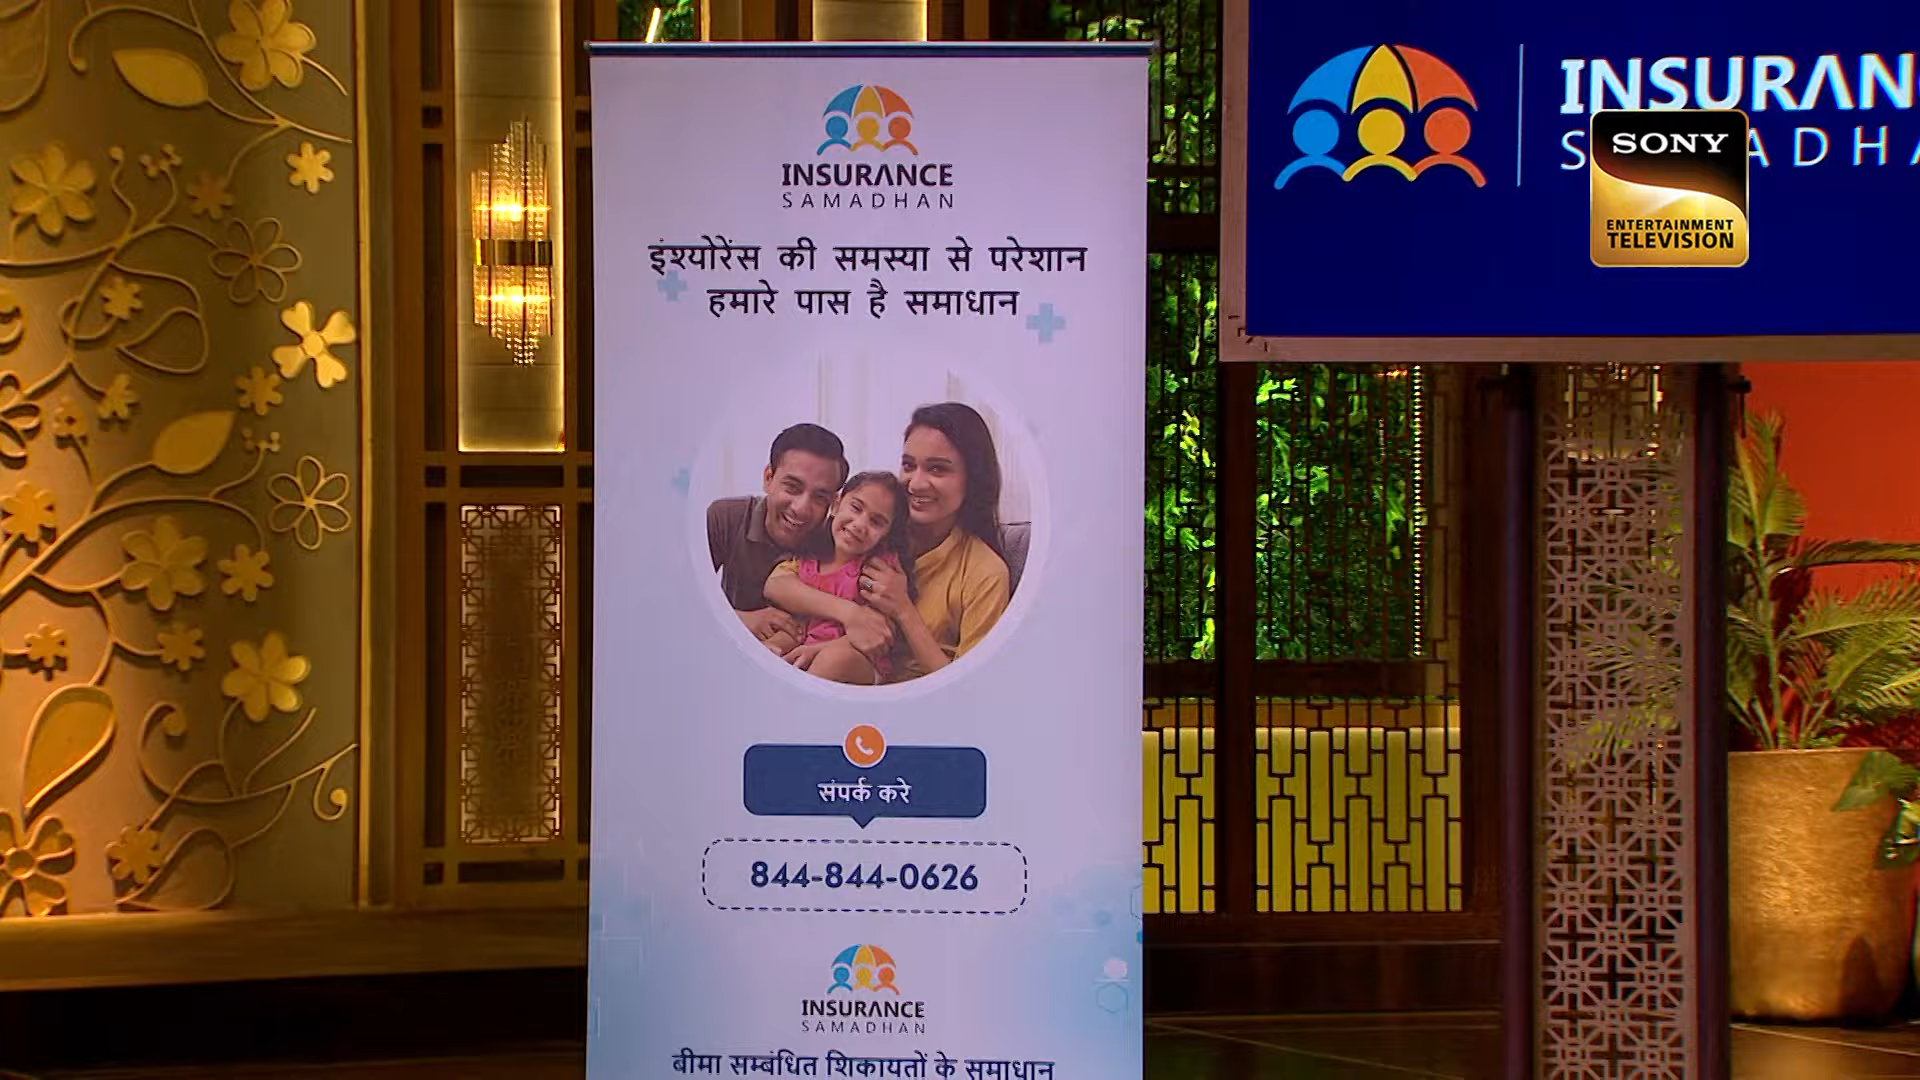 INSURANCE
SAMADHAN
इंश्योरेंस की समस्या से परेशान
हमारे पास है समाधान
संपर्क करे
844-844-0626
INSURANCE
SAMADHAN
बीमा सम्बंधित शिकायतों के समाधान
INSURAN
S ADHA
SONY
ENTERTAINMENT
TELEVISION